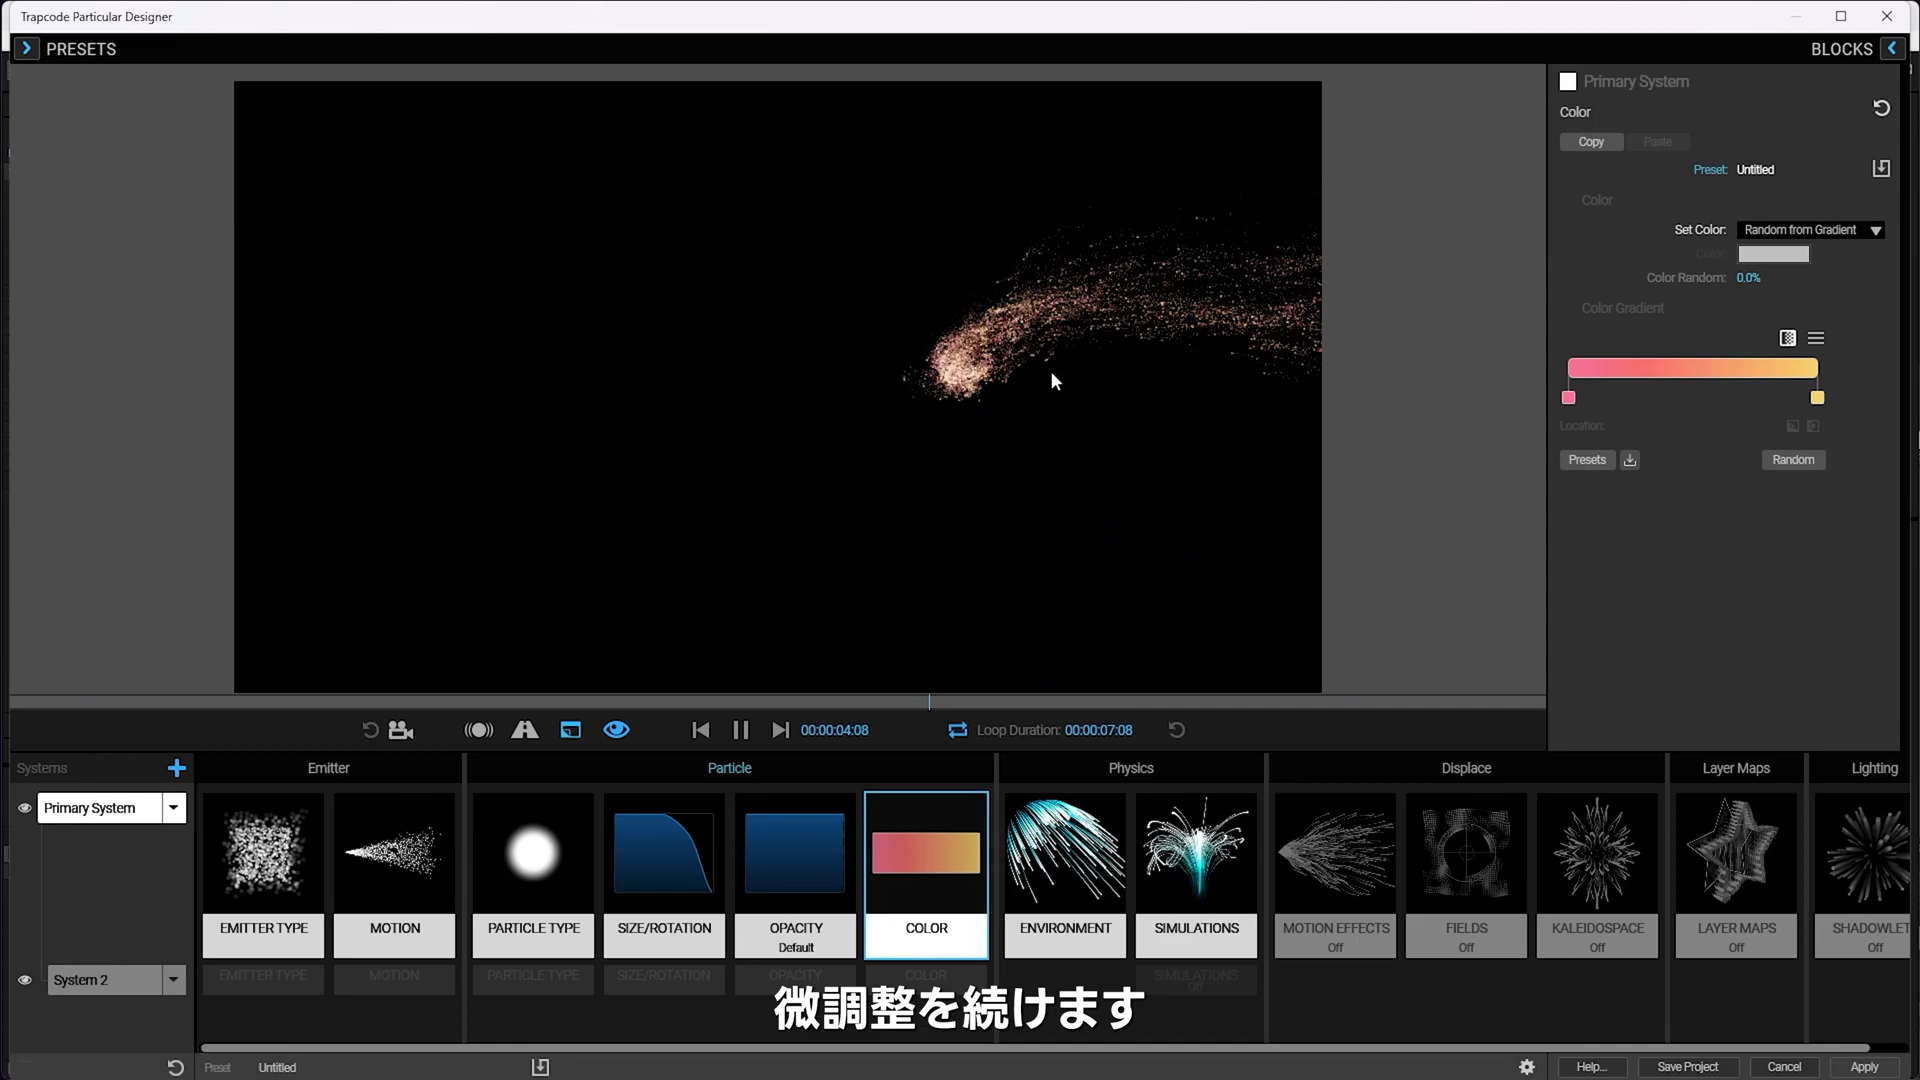 Trapcode Particular Designer
PRESETS
BLOCKS
Primary System
Color
Copy
Paste
Preset: Untitled
Color
Set Color: Random from Gradient
Color:
Color Random: 0.0%
Color Gradient
Location:
Presets
Random
00:00:04:08
Loop Duration: 00:00:07:08
Systems
Emitter
Particle
Physics
Displace
Layer Maps
Lighting
Primary System
EMITTER TYPE
MOTION
PARTICLE TYPE
SIZE/ROTATION
OPACITY
Default
COLOR
ENVIRONMENT
SIMULATIONS
MOTION EFFECTS
Off
FIELDS
Off
KALEIDOSPACE
Off
LAYER MAPS
Off
SHADOWLET
Off
System 2
EMITTER TYPE
MOTION
PARTICLE TYPE
SIZE/ROTATION
OPACITY
COLOR
SIMULATIONS
Off
微調整を続けます
Preset
Untitled
Help...
Save Project
Cancel
Apply